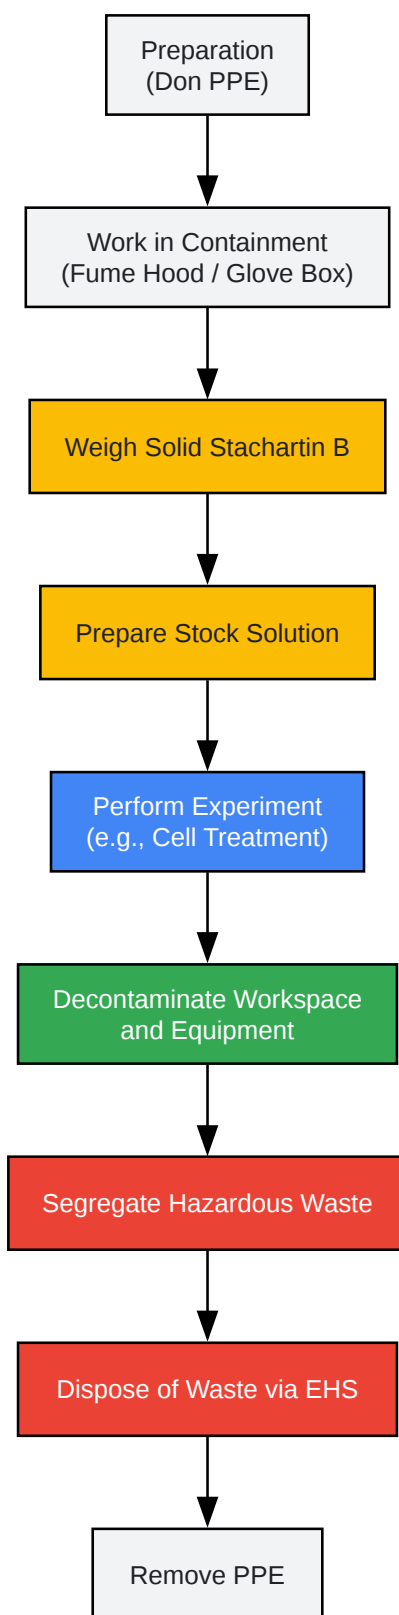 Preparation
(Don PPE)
Work in Containment
(Fume Hood / Glove Box)
Weigh Solid Stachartin B
Prepare Stock Solution
Perform Experiment
(e.g., Cell Treatment)
Decontaminate Workspace
and Equipment
Segregate Hazardous Waste
Dispose of Waste via EHS
Remove PPE